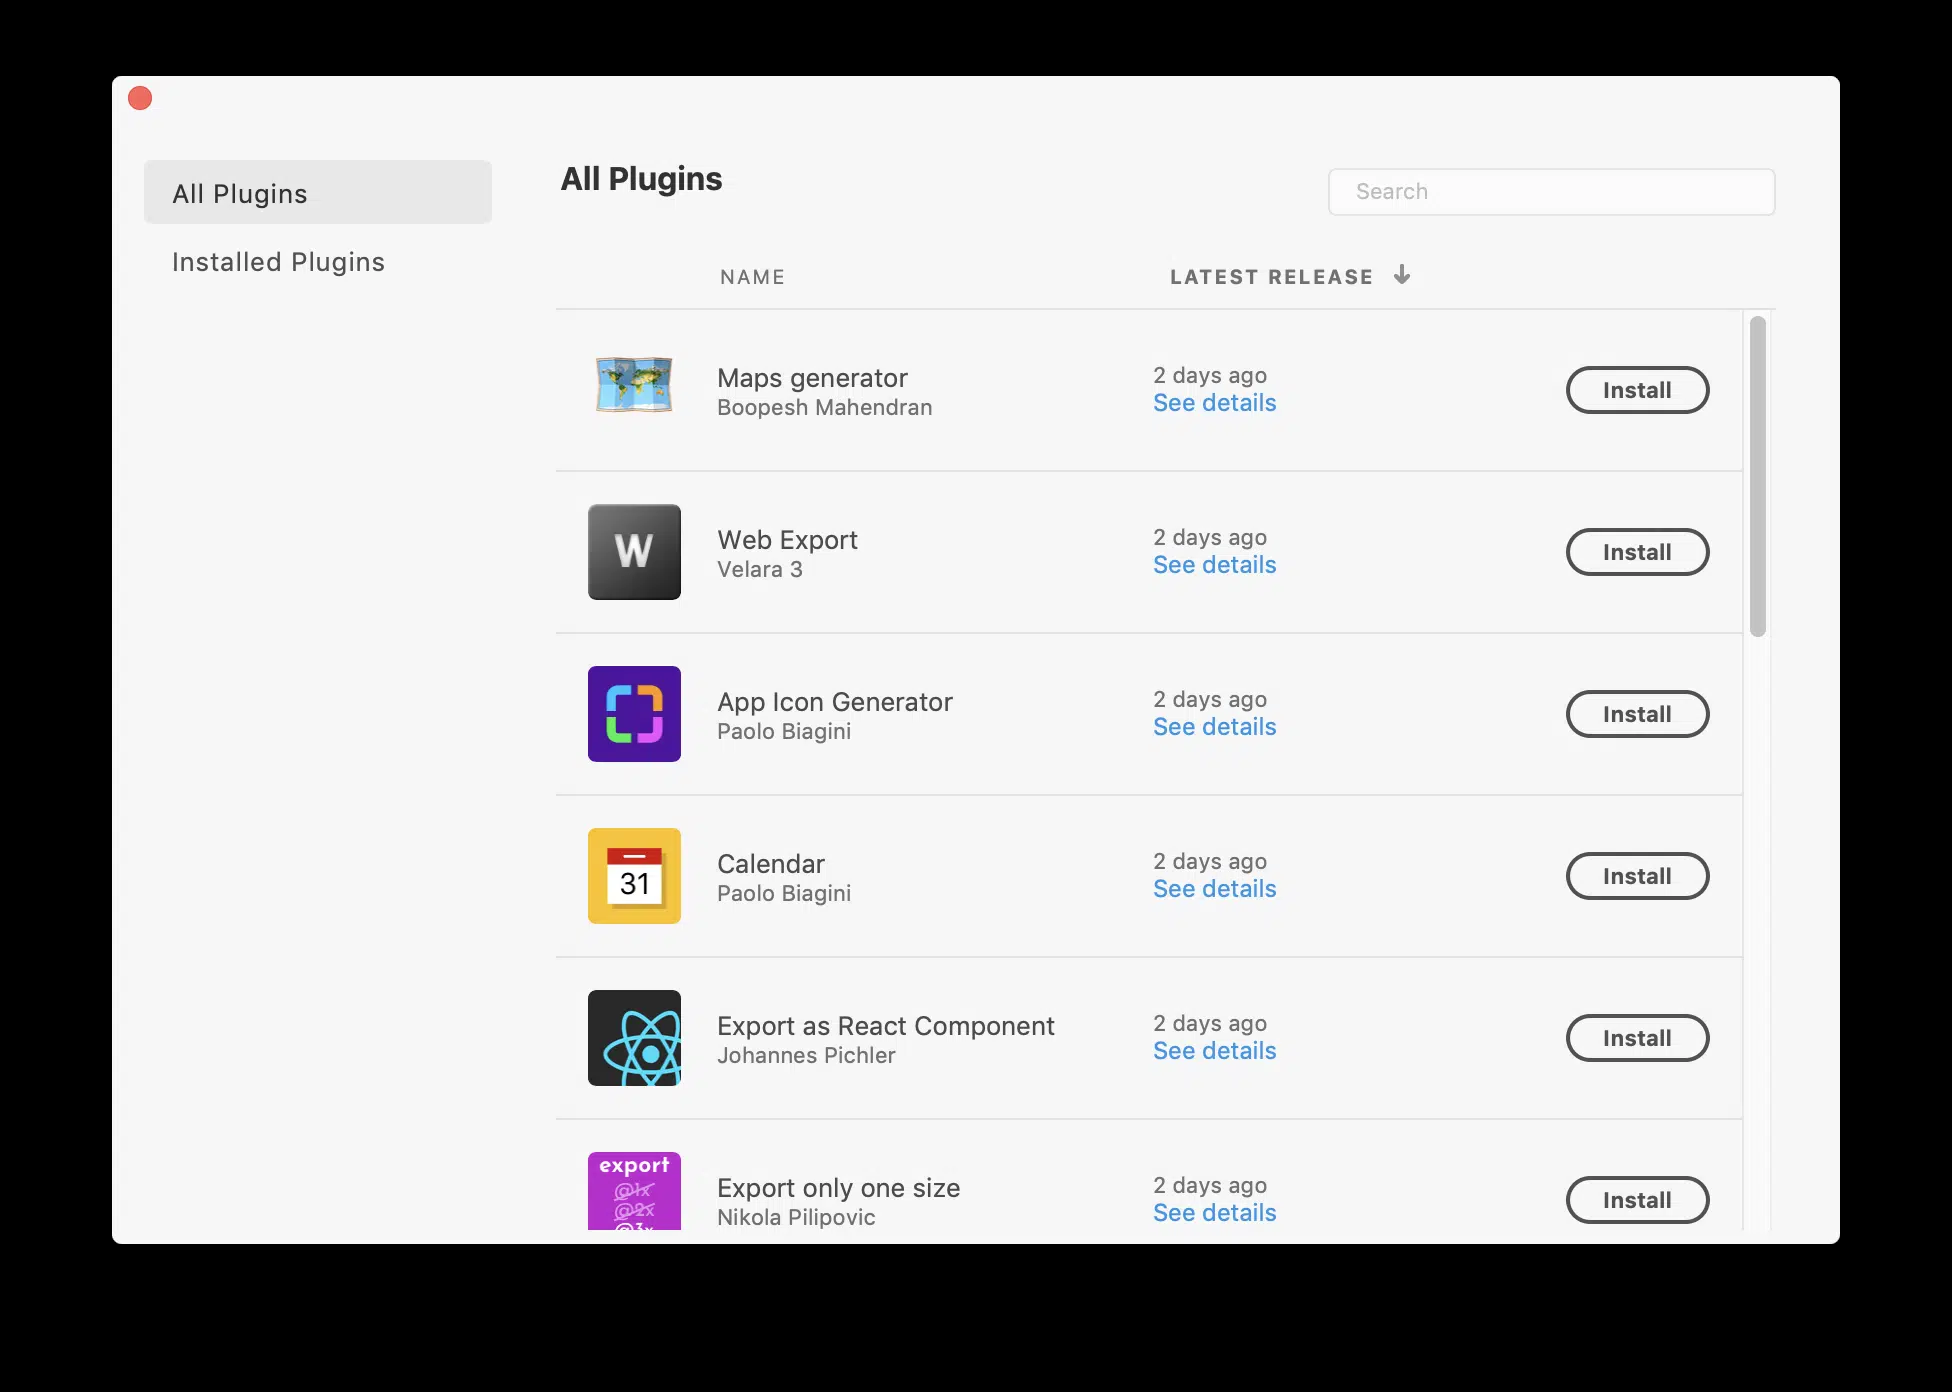 All Plugins
Installed Plugins
All Plugins
Search
NAME
LATEST RELEASE
Maps generator
Boopesh Mahendran
2 days ago
See details
Install
W
Web Export
Velara 3
2 days ago
See details
Install
App Icon Generator
Paolo Biagini
2 days ago
See details
Install
31
Calendar
Paolo Biagini
2 days ago
See details
Install
Export as React Component
Johannes Pichler
2 days ago
See details
Install
export
@1x
@2x
@3x
Export only one size
Nikola Pilipovic
2 days ago
See details
Install